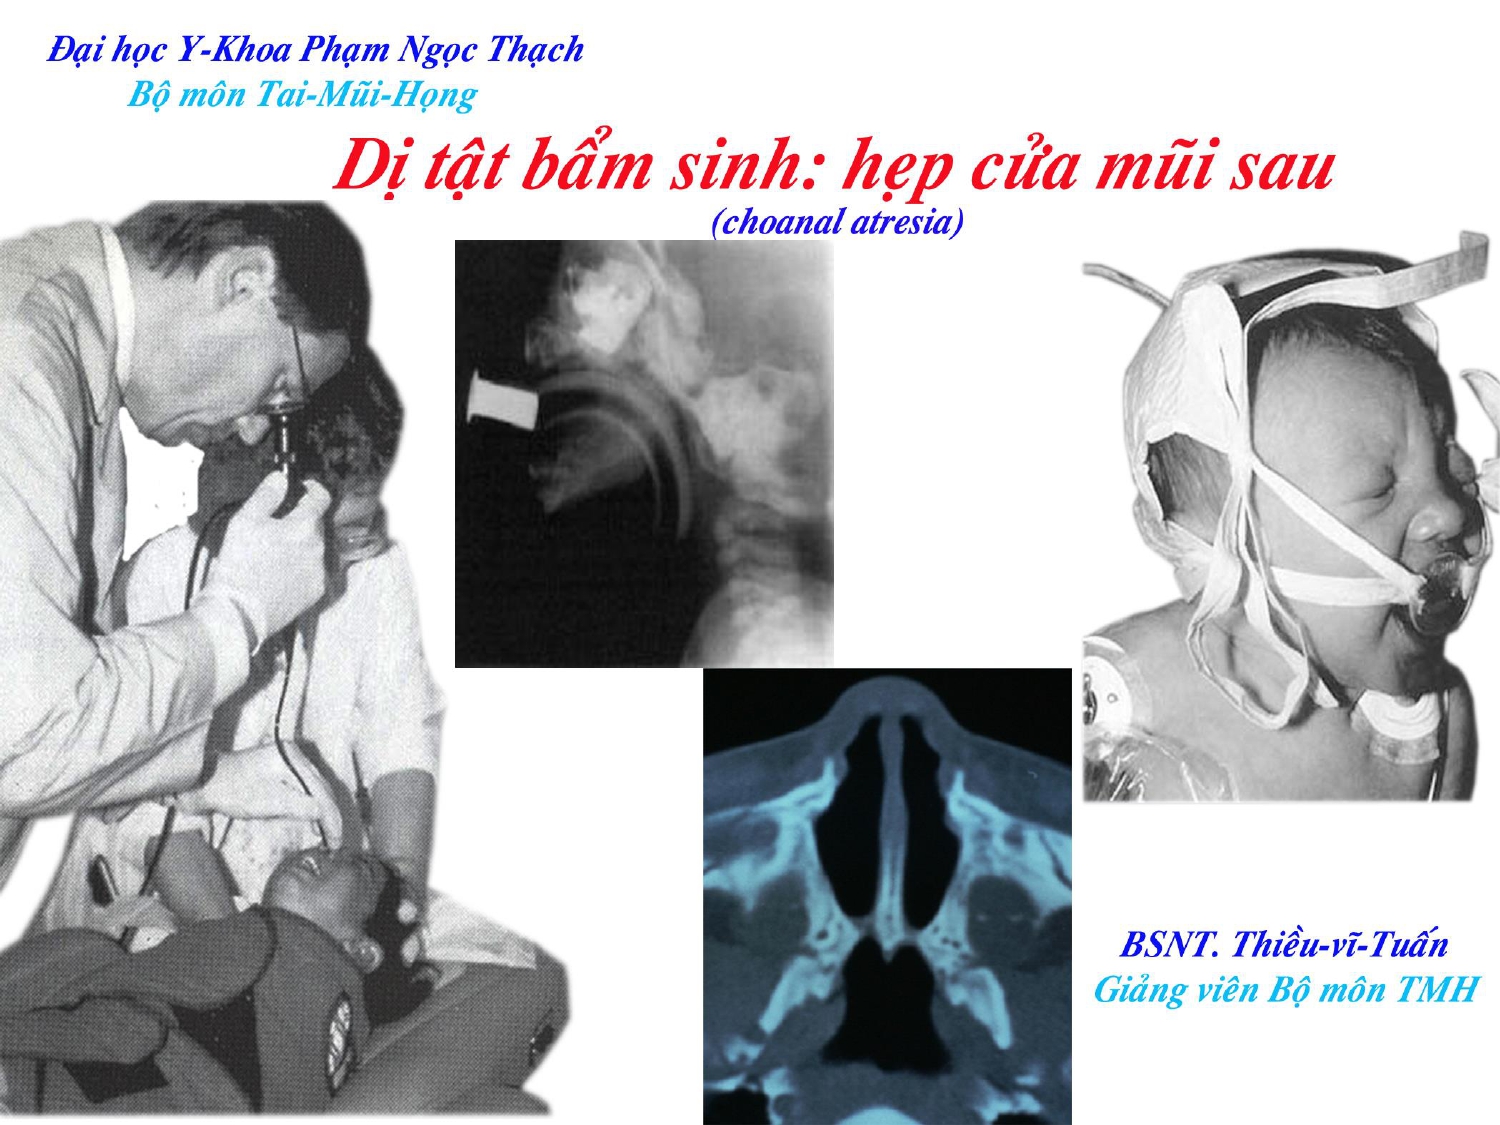 Đại học Y-Khoa Phạm Ngọc Thạch
Bộ môn Tai-Mũi-Họng
Dị tật bẩm sinh: hẹp cửa mũi sau
(choanal atresia)
BSNT. Thiều-vĩ-Tuấn
Giảng viên Bộ môn TMH